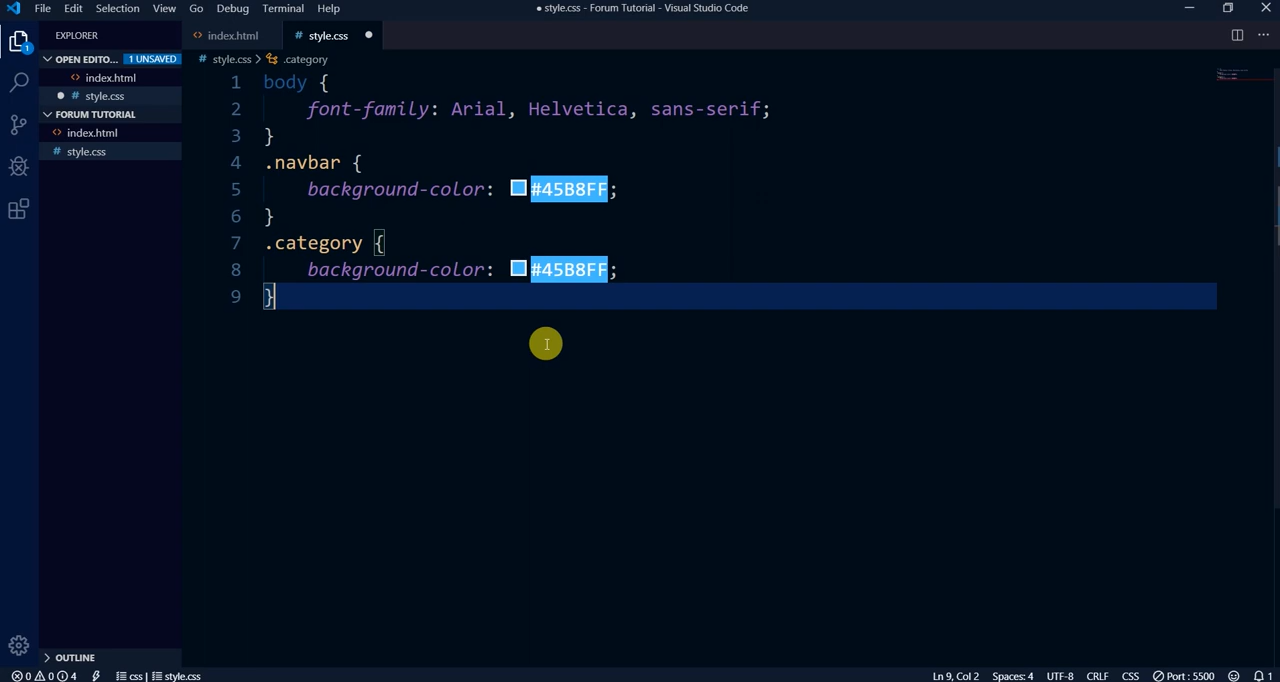 File Edit Selection View Go Debug Terminal Help
● style.css - Forum Tutorial - Visual Studio Code
EXPLORER
OPEN EDITO... 1 UNSAVED
<> index.html
● # style.css
FORUM TUTORIAL
<> index.html
# style.css
OUTLINE
1
<> index.html # style.css ●
# style.css > .category
1 body {
2 font-family: Arial, Helvetica, sans-serif;
3 }
4 .navbar {
5 background-color: #45B8FF;
6 }
7 .category {
8 background-color: #45B8FF;
9 }
0 0 4 css | style.css
Ln 9, Col 2 Spaces: 4 UTF-8 CRLF CSS Port : 5500 1